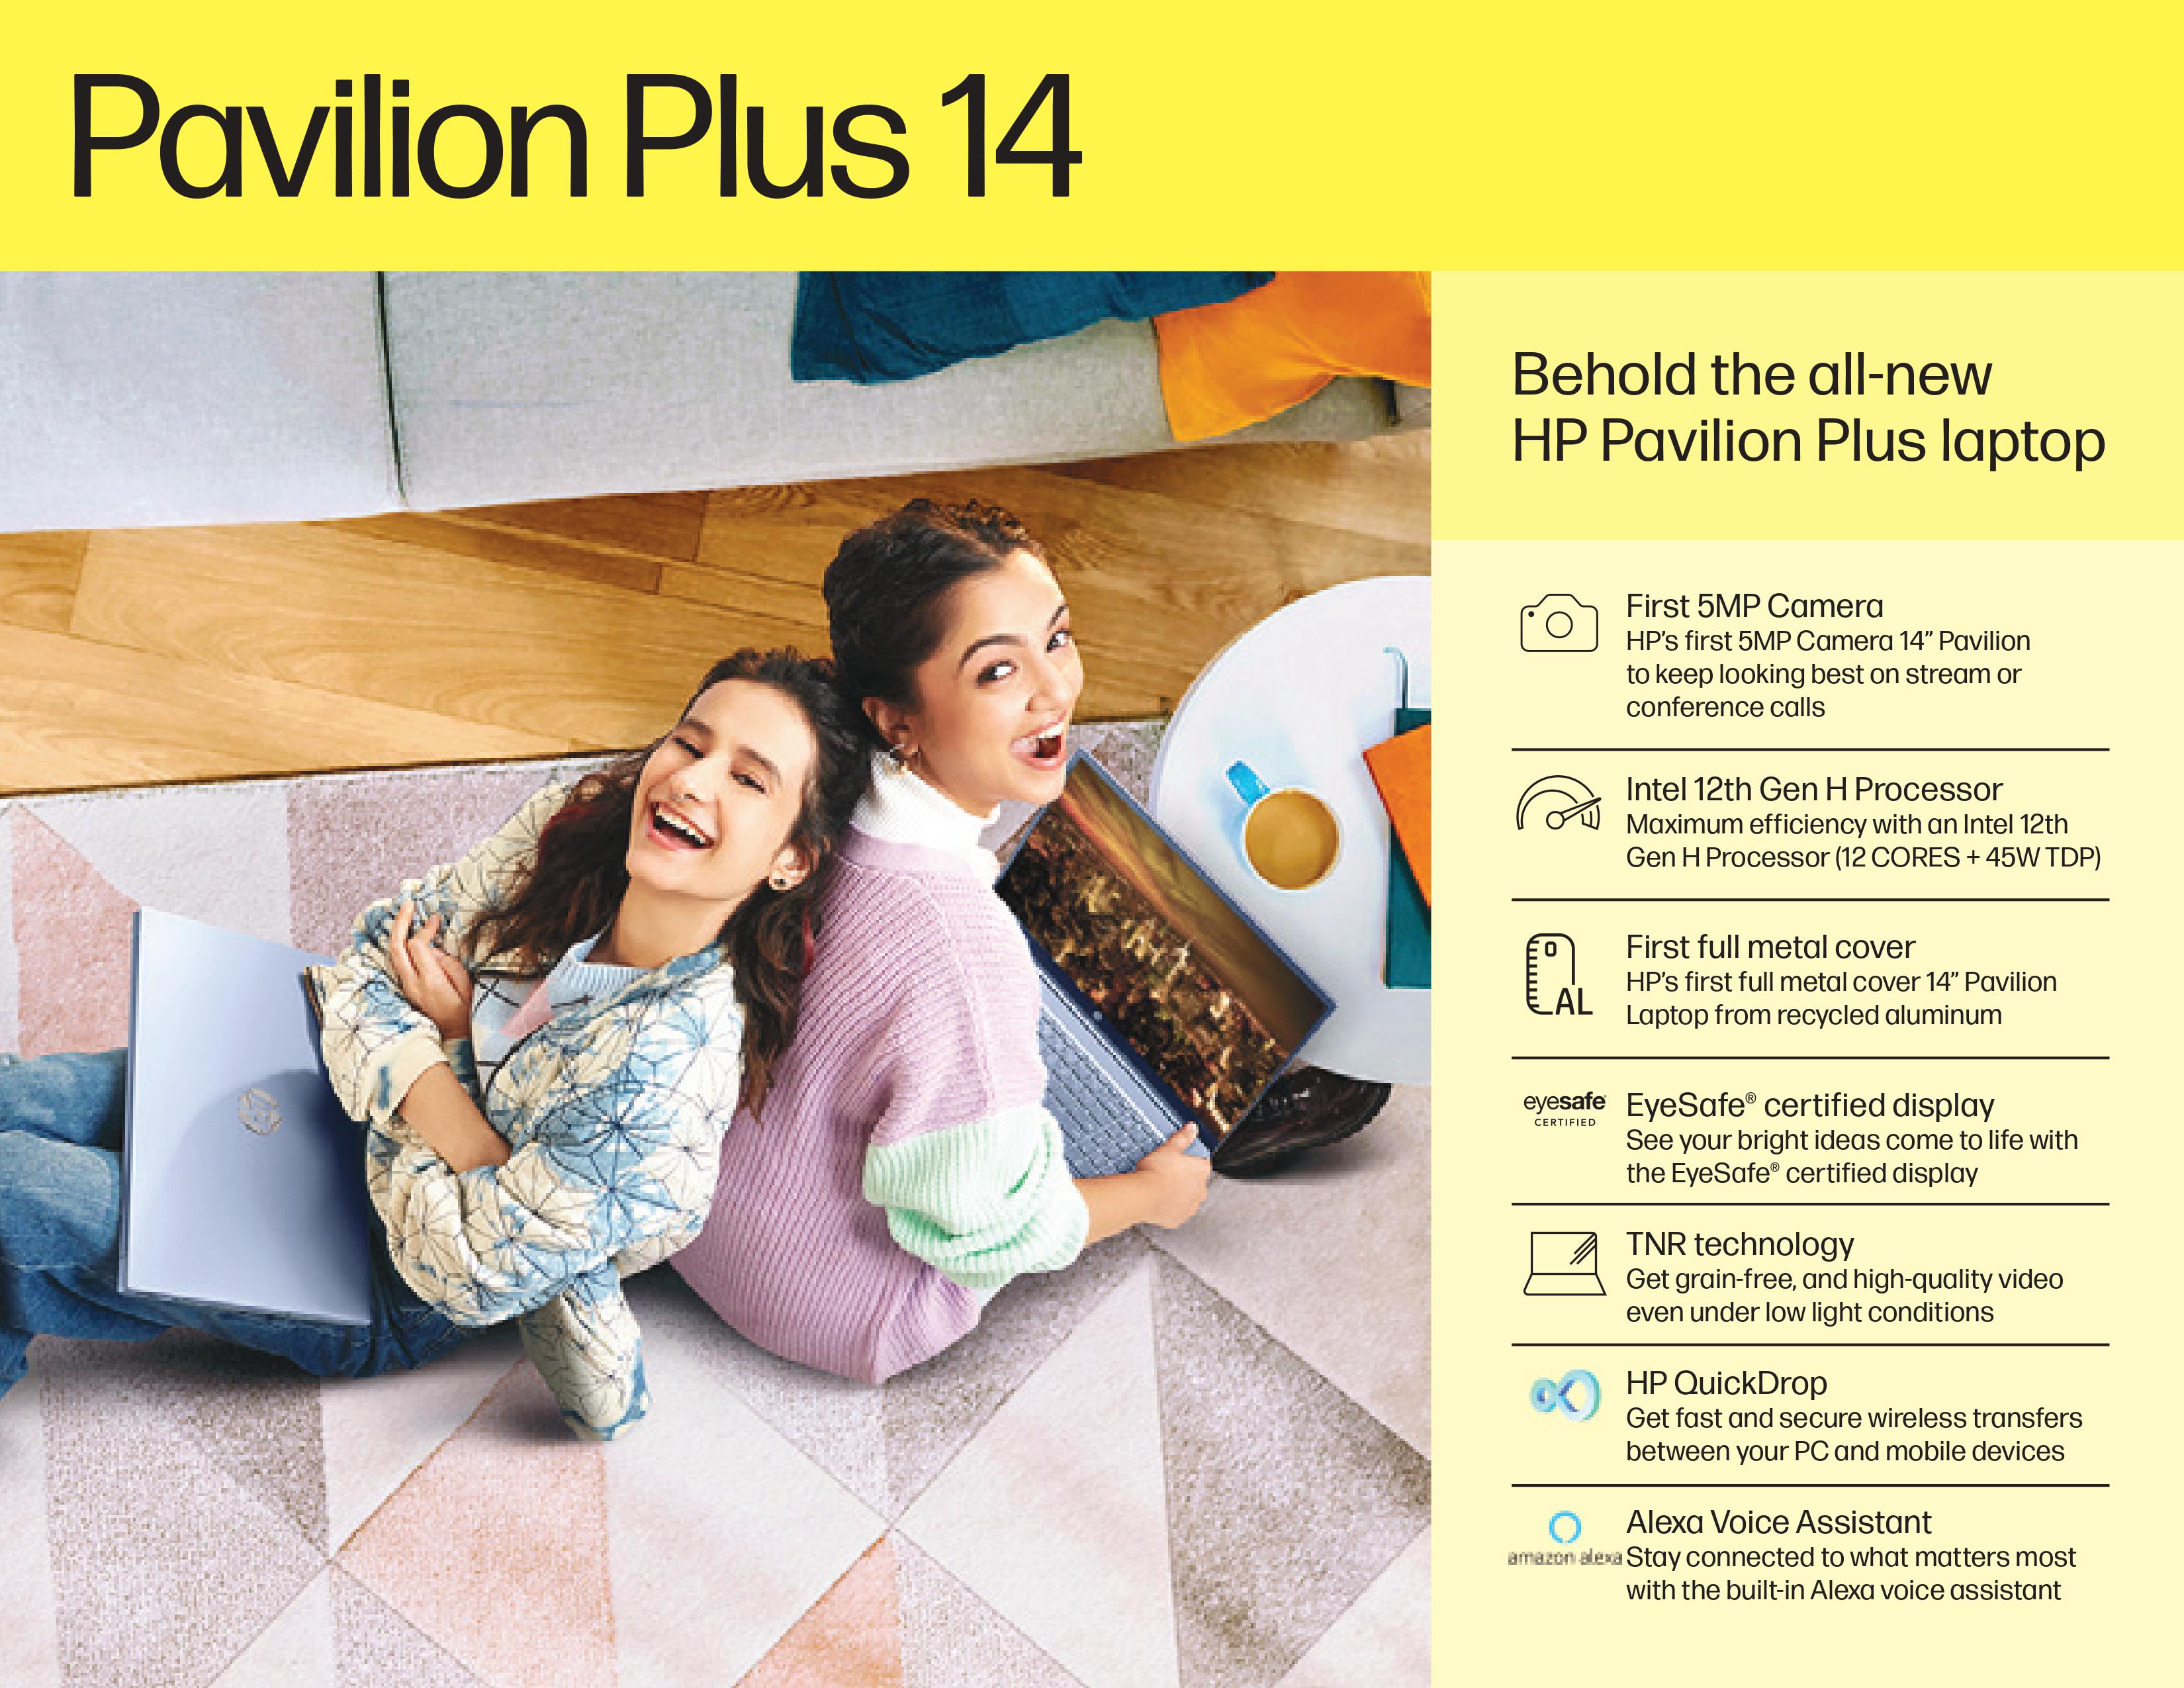 Pavilion Plus 14
Behold the all-new
HP Pavilion Plus laptop
First 5MP Camera
HP’s first 5MP Camera 14” Pavilion
to keep looking best on stream or
conference calls
Intel 12th Gen H Processor
Maximum efficiency with an Intel 12th
Gen H Processor (12 CORES + 45W TDP)
AL
First full metal cover
HP’s first full metal cover 14” Pavilion
Laptop from recycled aluminum
eyesafe
CERTIFIED
EyeSafe® certified display
See your bright ideas come to life with
the EyeSafe® certified display
TNR technology
Get grain-free, and high-quality video
even under low light conditions
HP QuickDrop
Get fast and secure wireless transfers
between your PC and mobile devices
amazon alexa
Alexa Voice Assistant
Stay connected to what matters most
with the built-in Alexa voice assistant